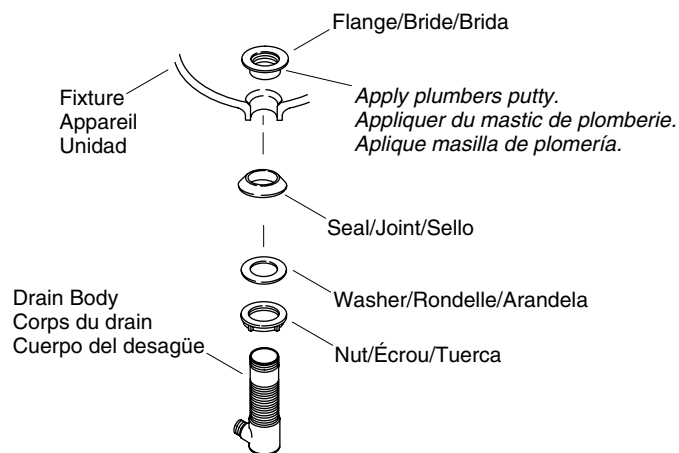 Flange/Bride/Brida
Fixture
Appareil
Unidad
Apply plumbers putty.
Appliquer du mastic de plomberie.
Aplique masilla de plomería.
Seal/Joint/Sello
Washer/Rondelle/Arandela
Drain Body
Corps du drain
Cuerpo del desagüe
Nut/Écrou/Tuerca